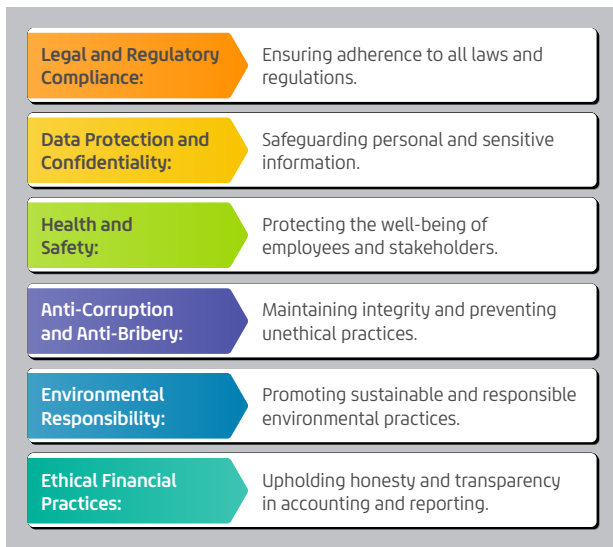 Legal and Regulatory
Compliance:
Ensuring adherence to all laws and
regulations.
Data Protection and
Confidentiality:
Safeguarding personal and sensitive
information.
Health and
Safety:
Protecting the well-being of
employees and stakeholders.
Anti-Corruption
and Anti-Bribery:
Maintaining integrity and preventing
unethical practices.
Environmental
Responsibility:
Promoting sustainable and responsible
environmental practices.
Ethical Financial
Practices:
Upholding honesty and transparency
in accounting and reporting.